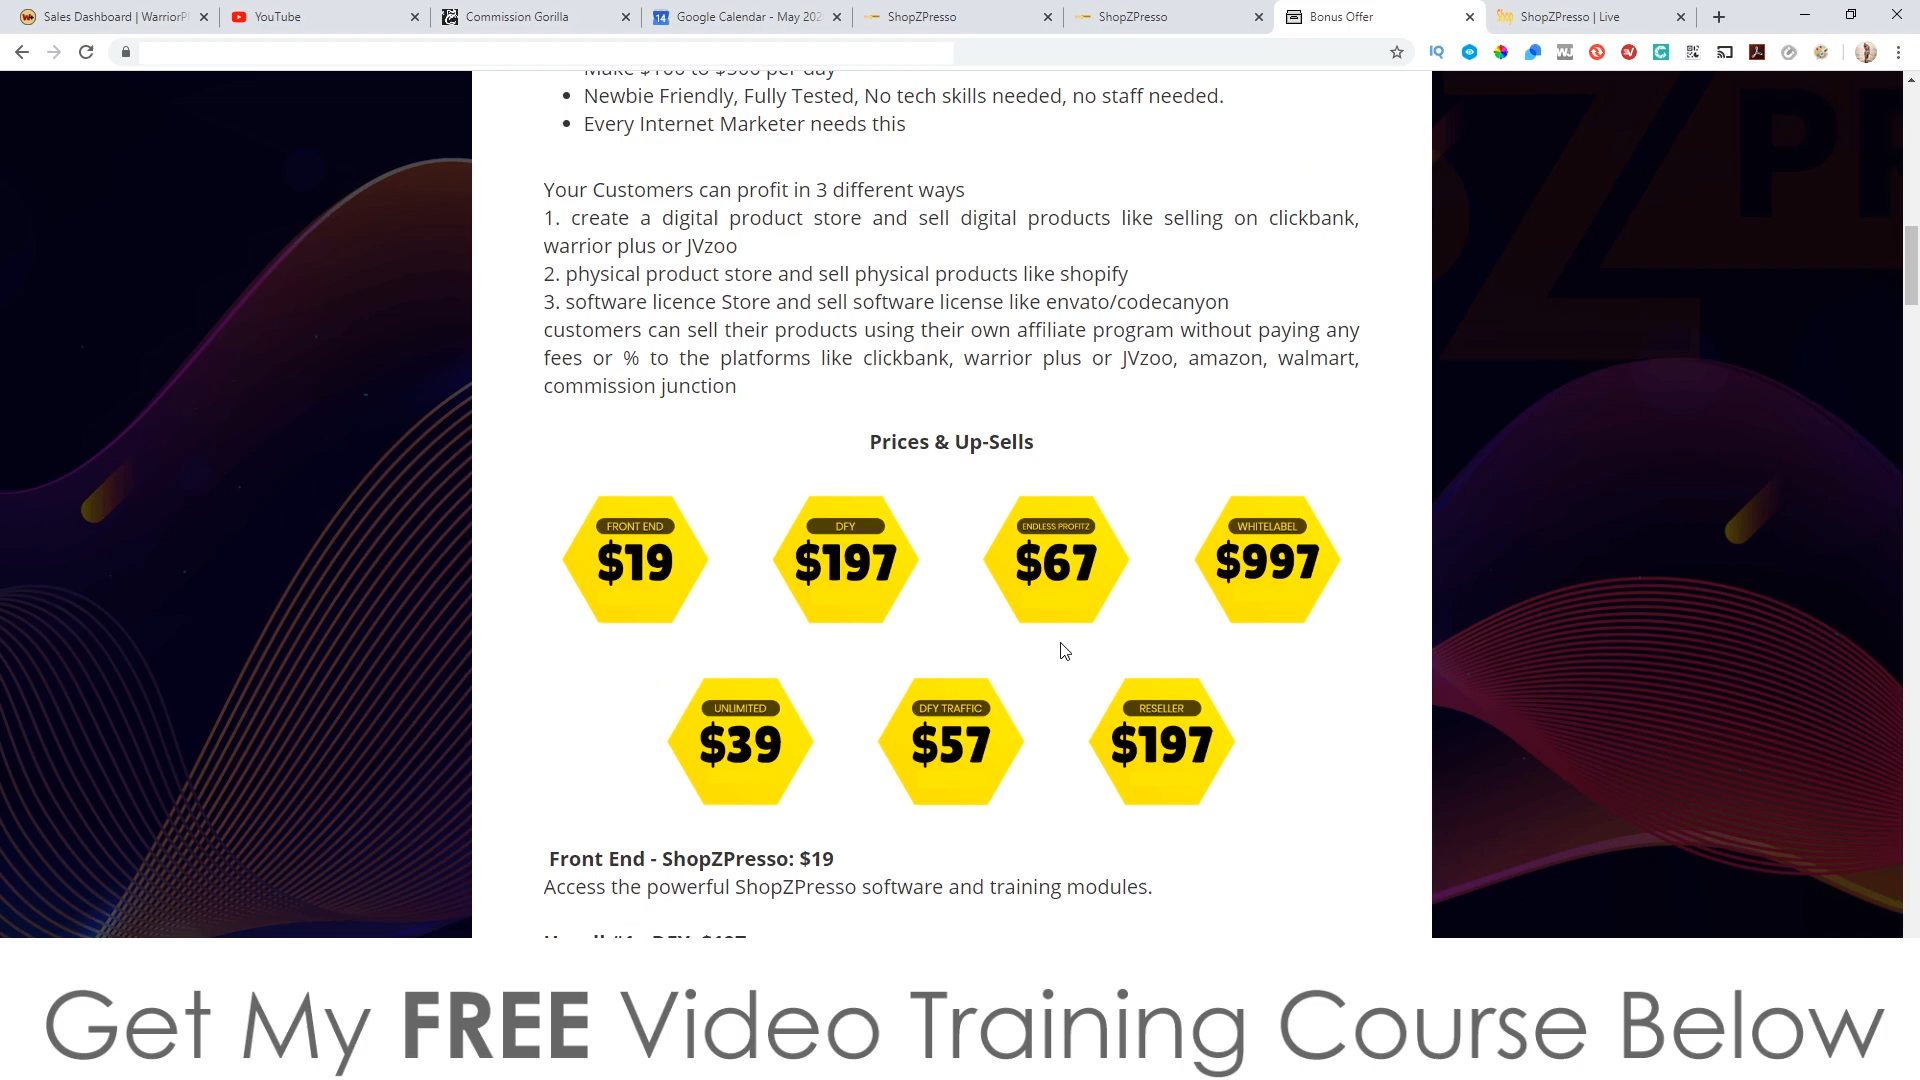 Sales Dashboard | WarriorPl
YouTube
Commission Gorilla
Google Calendar - May 202
ShopZPresso
ShopZPresso
Bonus Offer
ShopZPresso | Live
Make $100 to $500 per day
Newbie Friendly, Fully Tested, No tech skills needed, no staff needed.
Every Internet Marketer needs this
Your Customers can profit in 3 different ways
1. create a digital product store and sell digital products like selling on clickbank,
warrior plus or JVzoo
2. physical product store and sell physical products like shopify
3. software licence Store and sell software license like envato/codecanyon
customers can sell their products using their own affiliate program without paying any
fees or % to the platforms like clickbank, warrior plus or JVzoo, amazon, walmart,
commission junction
Prices & Up-Sells
FRONT END
$19
DFY
$197
ENDLESS PROFITZ
$67
WHITELABEL
$997
UNLIMITED
$39
DFY TRAFFIC
$57
RESELLER
$197
Front End - ShopZPresso: $19
Access the powerful ShopZPresso software and training modules.
Get My FREE Video Training Course Below